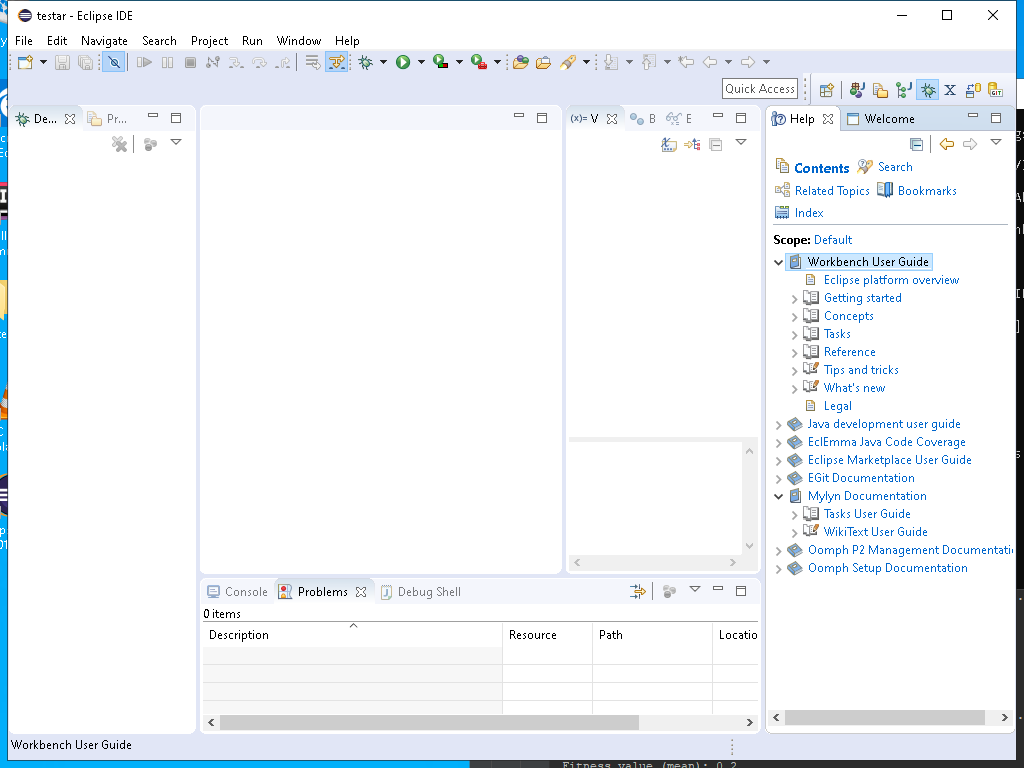 testar - Eclipse IDE
File Edit Navigate Search Project Run Window Help
Quick Access
De... Pr... (x)= V B E Help Welcome
Contents Search
Related Topics Bookmarks
Index
Scope: Default
Workbench User Guide
Eclipse platform overview
Getting started
Concepts
Tasks
Reference
Tips and tricks
What's new
Legal
Java development user guide
EclEmma Java Code Coverage
Eclipse Marketplace User Guide
EGit Documentation
Mylyn Documentation
Tasks User Guide
WikiText User Guide
Oomph P2 Management Documentati
Oomph Setup Documentation
Console Problems Debug Shell
0 items
Description Resource Path Locatio
Workbench User Guide
Fitness value (mean): 0.2